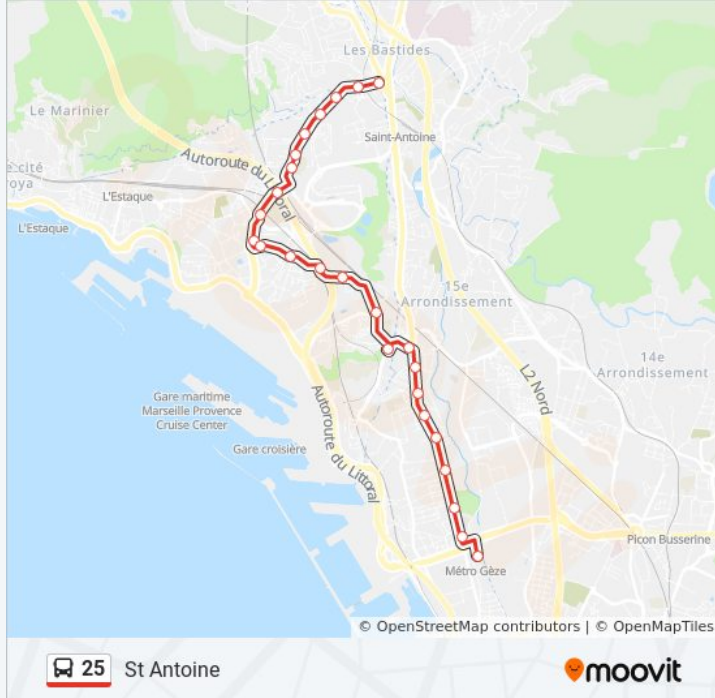 Les Bastides
Le Marinier
Saint-Antoine
Autoroute du Littoral
e cité
roya
L'Estaque
L'Estaque
15e
Arrondissement
14e
Arrondissement
L2 Nord
Gare maritime
Marseille Provence
Cruise Center
Autoroute du Littoral
Gare croisière
Picon Busserine
Métro Gèze
© OpenStreetMap contributors | © OpenMapTiles
25 St Antoine
moovit